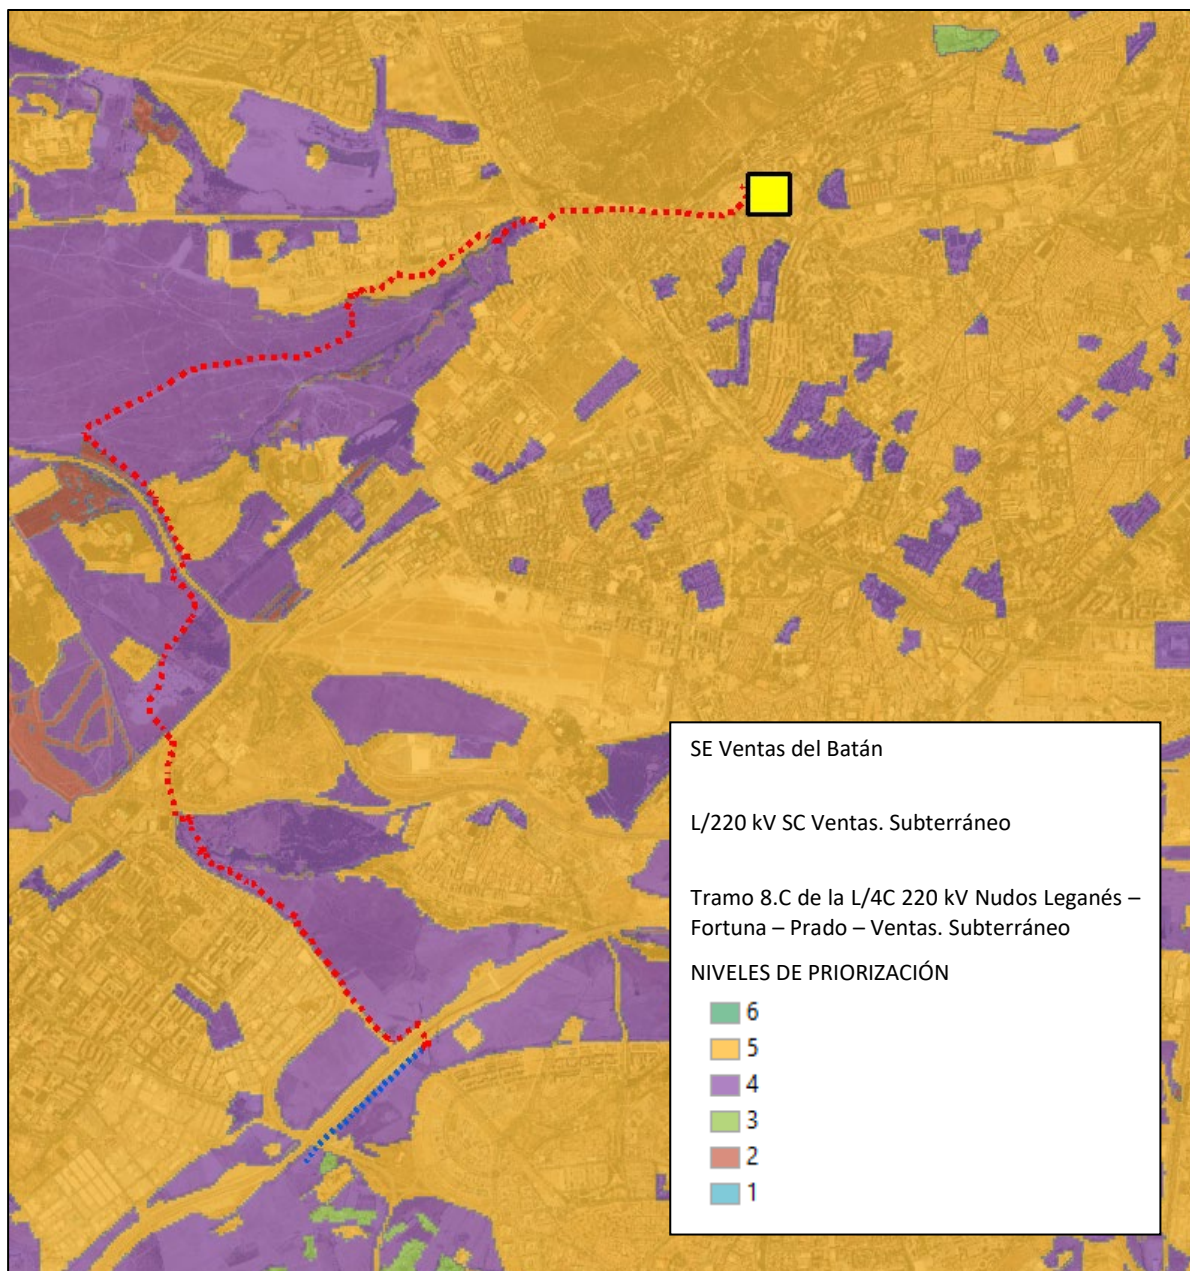 SE Ventas del Batán
L/220 kV SC Ventas. Subterráneo
Tramo 8.C de la L/4C 220 kV Nudos Leganés –
Fortuna – Prado – Ventas. Subterráneo
NIVELES DE PRIORIZACIÓN
6
5
4
3
2
1